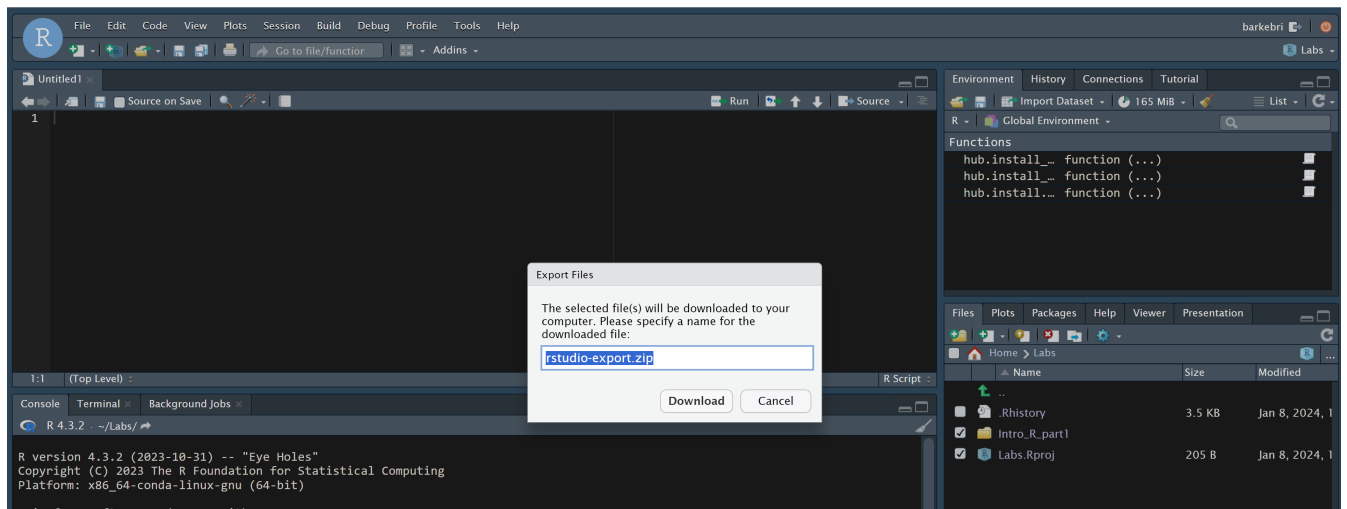 R File Edit Code View Plots Session Build Debug Profile Tools Help barkebri
Go to file/function Addins Labs
Untitled1
Source on Save Run Source
1
1:1 (Top Level) R Script
Console Terminal Background Jobs
R 4.3.2 · ~/Labs/
R version 4.3.2 (2023-10-31) -- "Eye Holes"
Copyright (C) 2023 The R Foundation for Statistical Computing
Platform: x86_64-conda-linux-gnu (64-bit)
Export Files
The selected file(s) will be downloaded to your
computer. Please specify a name for the
downloaded file:
rstudio-export.zip
Download Cancel
Environment History Connections Tutorial
Import Dataset 165 MiB List
R Global Environment
Functions
hub.install_… function (...)
hub.install_… function (...)
hub.install.… function (...)
Files Plots Packages Help Viewer Presentation
Home Labs ...
Name Size Modified
..
.Rhistory 3.5 KB Jan 8, 2024, 1
Intro_R_part1
Labs.Rproj 205 B Jan 8, 2024, 1